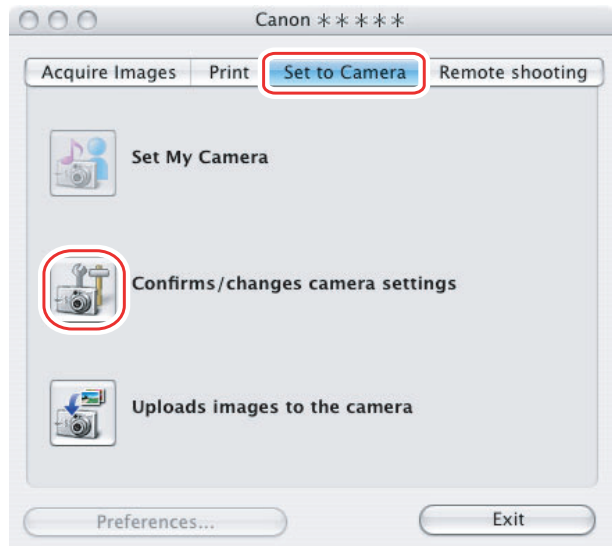 Canon ＊＊＊＊＊
Acquire Images Print Set to Camera Remote shooting
Set My Camera
Confirms/changes camera settings
Uploads images to the camera
Preferences... Exit